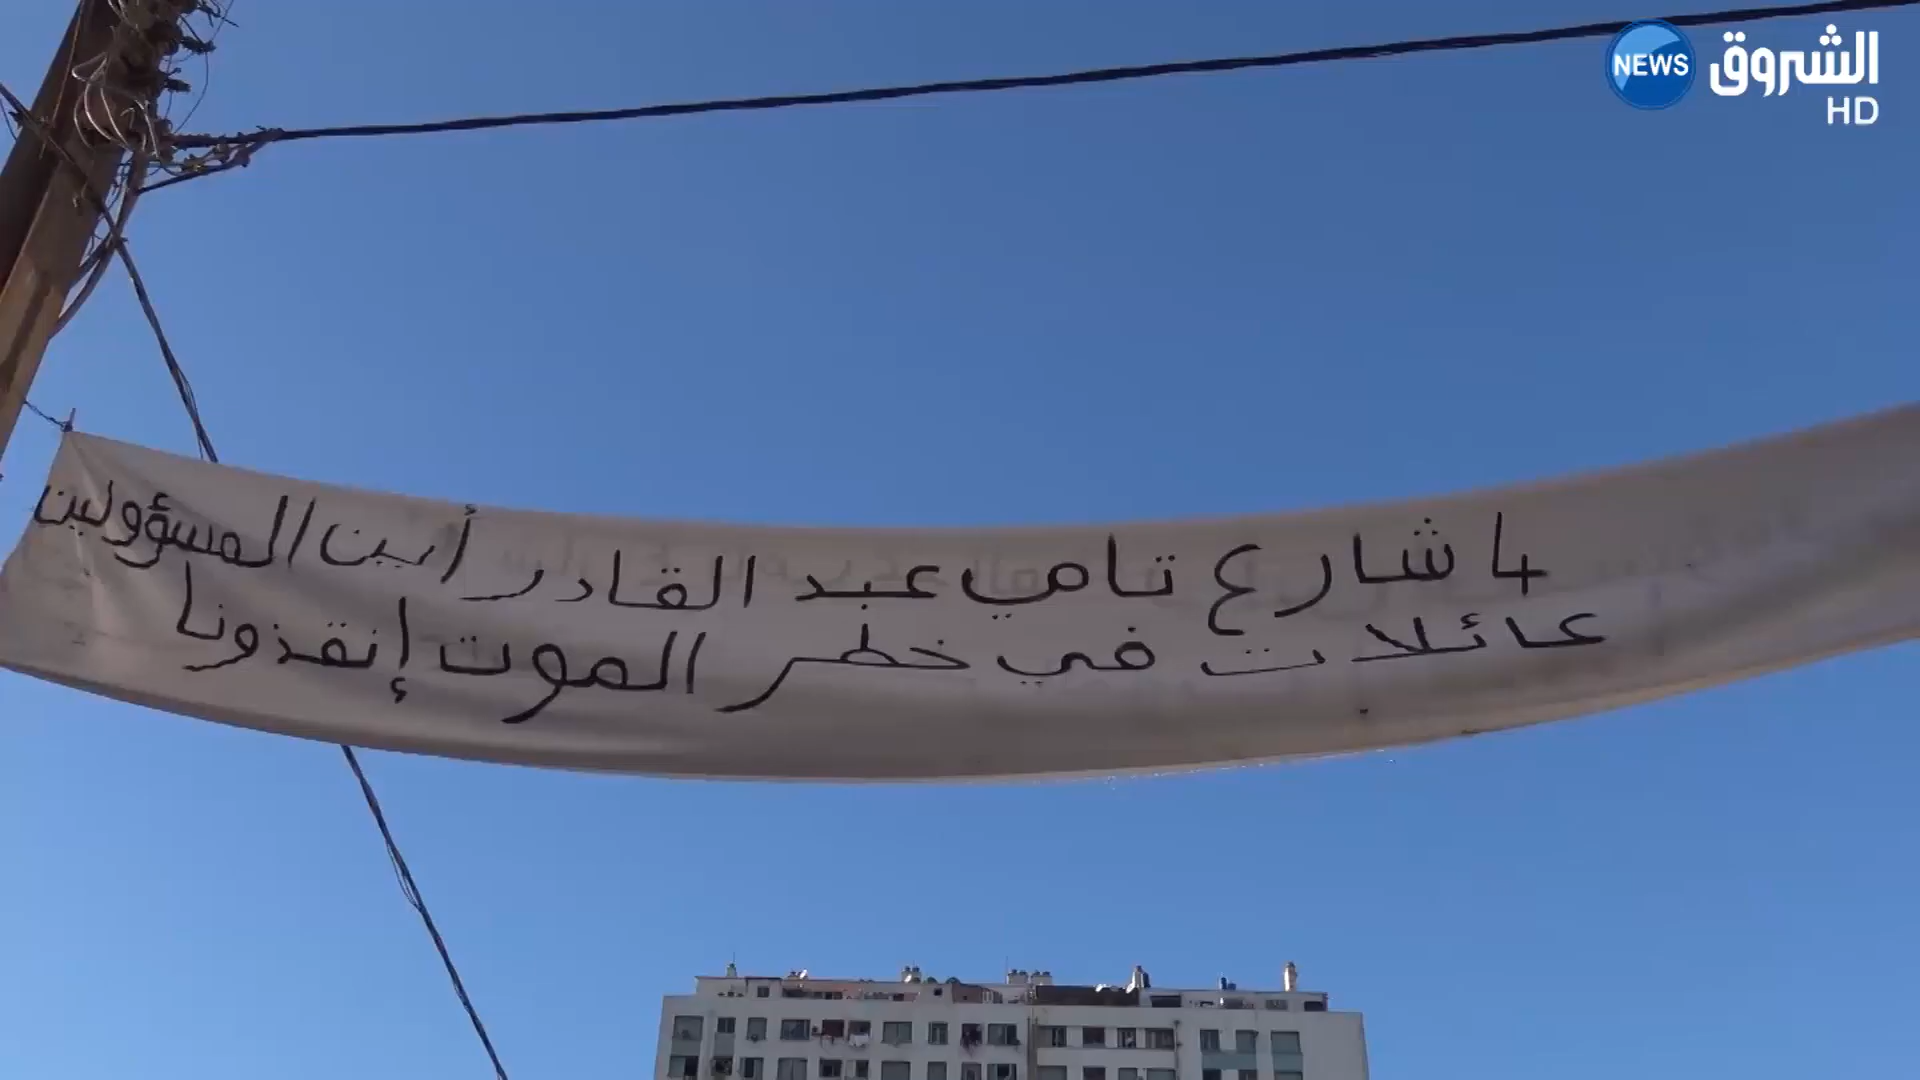 NEWS الشروق
HD
4 شارع تامي عبد القادر أين المسؤولين
عائلات في خطر الموت إنقذونا